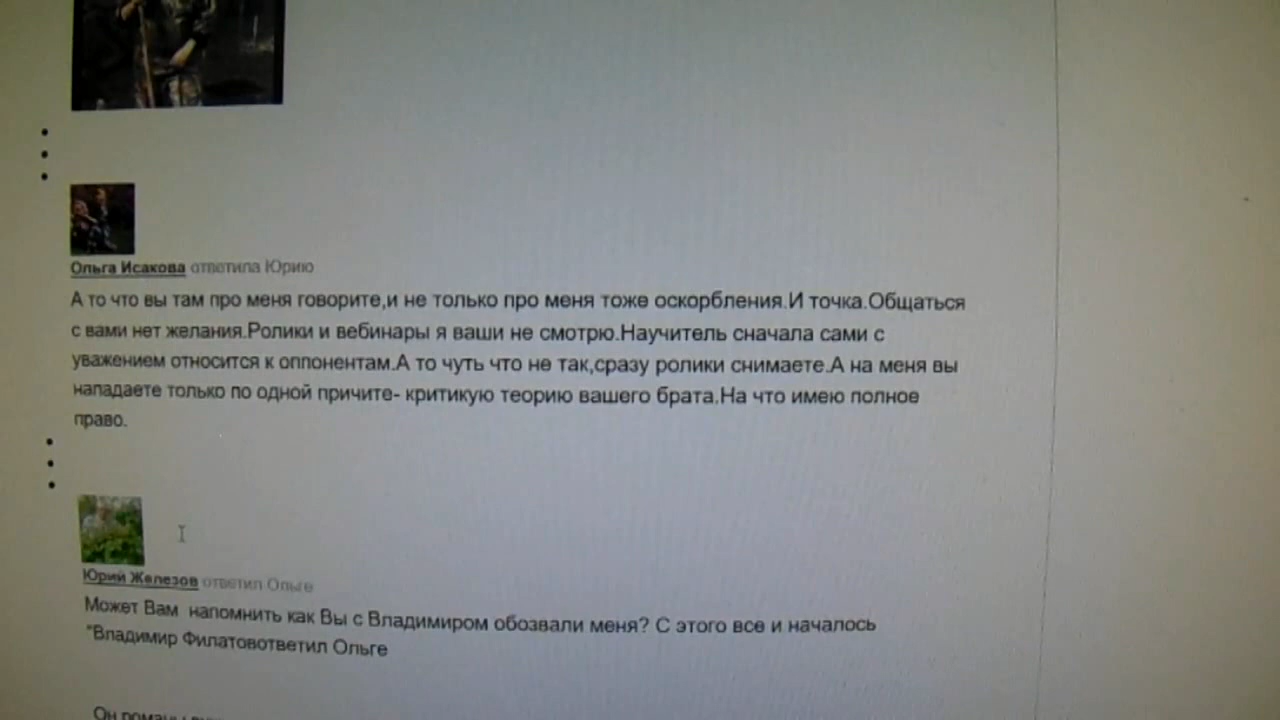 Ольга Исакова ответила Юрию
А то что вы там про меня говорите,и не только про меня тоже оскорбления.И точка.Общаться
с вами нет желания.Ролики и вебинары я ваши не смотрю.Научитель сначала сами с
уважением относится к оппонентам.А то чуть что не так,сразу ролики снимаете.А на меня вы
нападаете только по одной причите- критикую теорию вашего брата.На что имею полное
право.
Юрий Железов ответил Ольге
Может Вам напомнить как Вы с Владимиром обозвали меня? С этого все и началось
"Владимир Филатовответил Ольге
Он